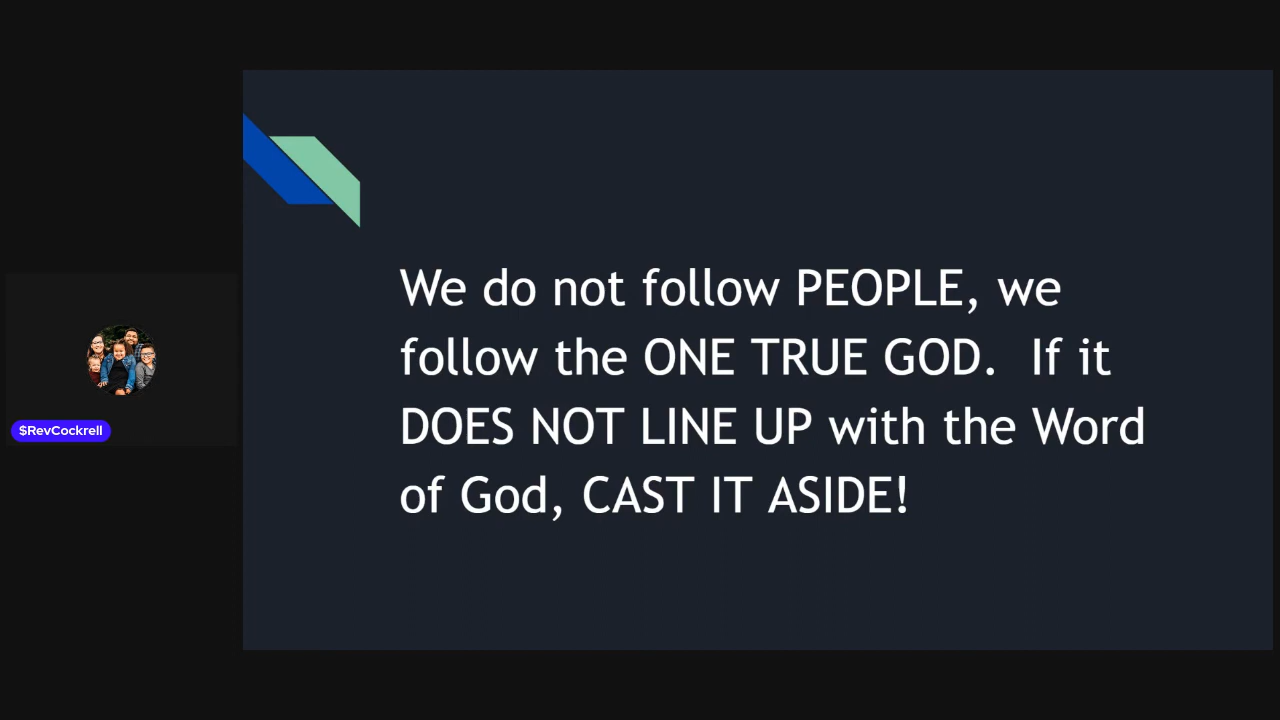 We do not follow PEOPLE, we
follow the ONE TRUE GOD.  If it
DOES NOT LINE UP with the Word
of God, CAST IT ASIDE!
$RevCockrell